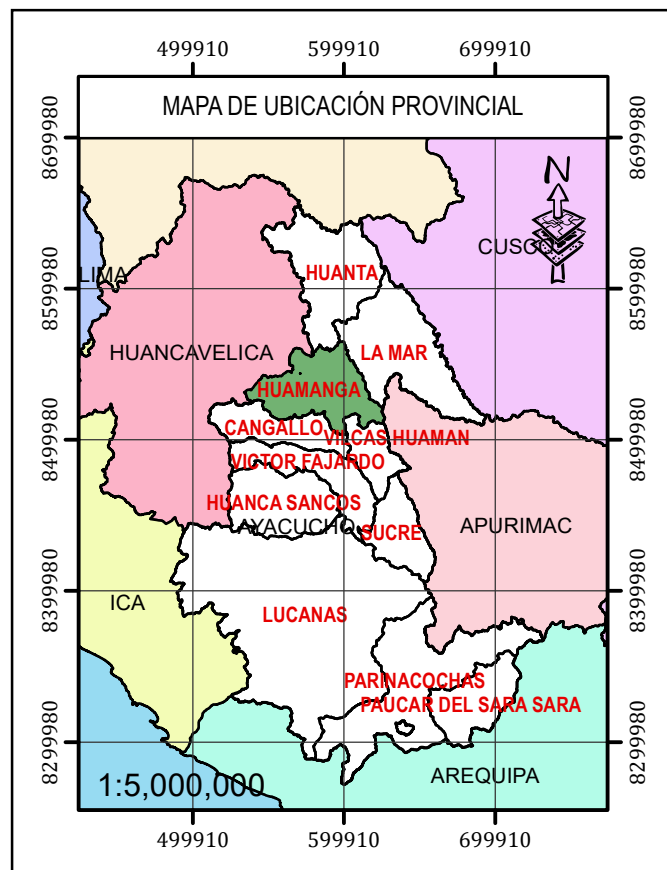 499910 599910 699910
MAPA DE UBICACIÓN PROVINCIAL
8699980 8699980
N
CUSCO
LIMA
HUANTA
8599980 8599980
HUANCAVELICA
LA MAR
HUAMANGA
CANGALLO
VILCAS HUAMAN
8499980 8499980
VICTOR FAJARDO
HUANCA SANCOS
AYACUCHO
SUCRE
APURIMAC
ICA
8399980 8399980
LUCANAS
PARINACOCHAS
PAUCAR DEL SARA SARA
8299980 8299980
AREQUIPA
1:5,000,000
499910 599910 699910